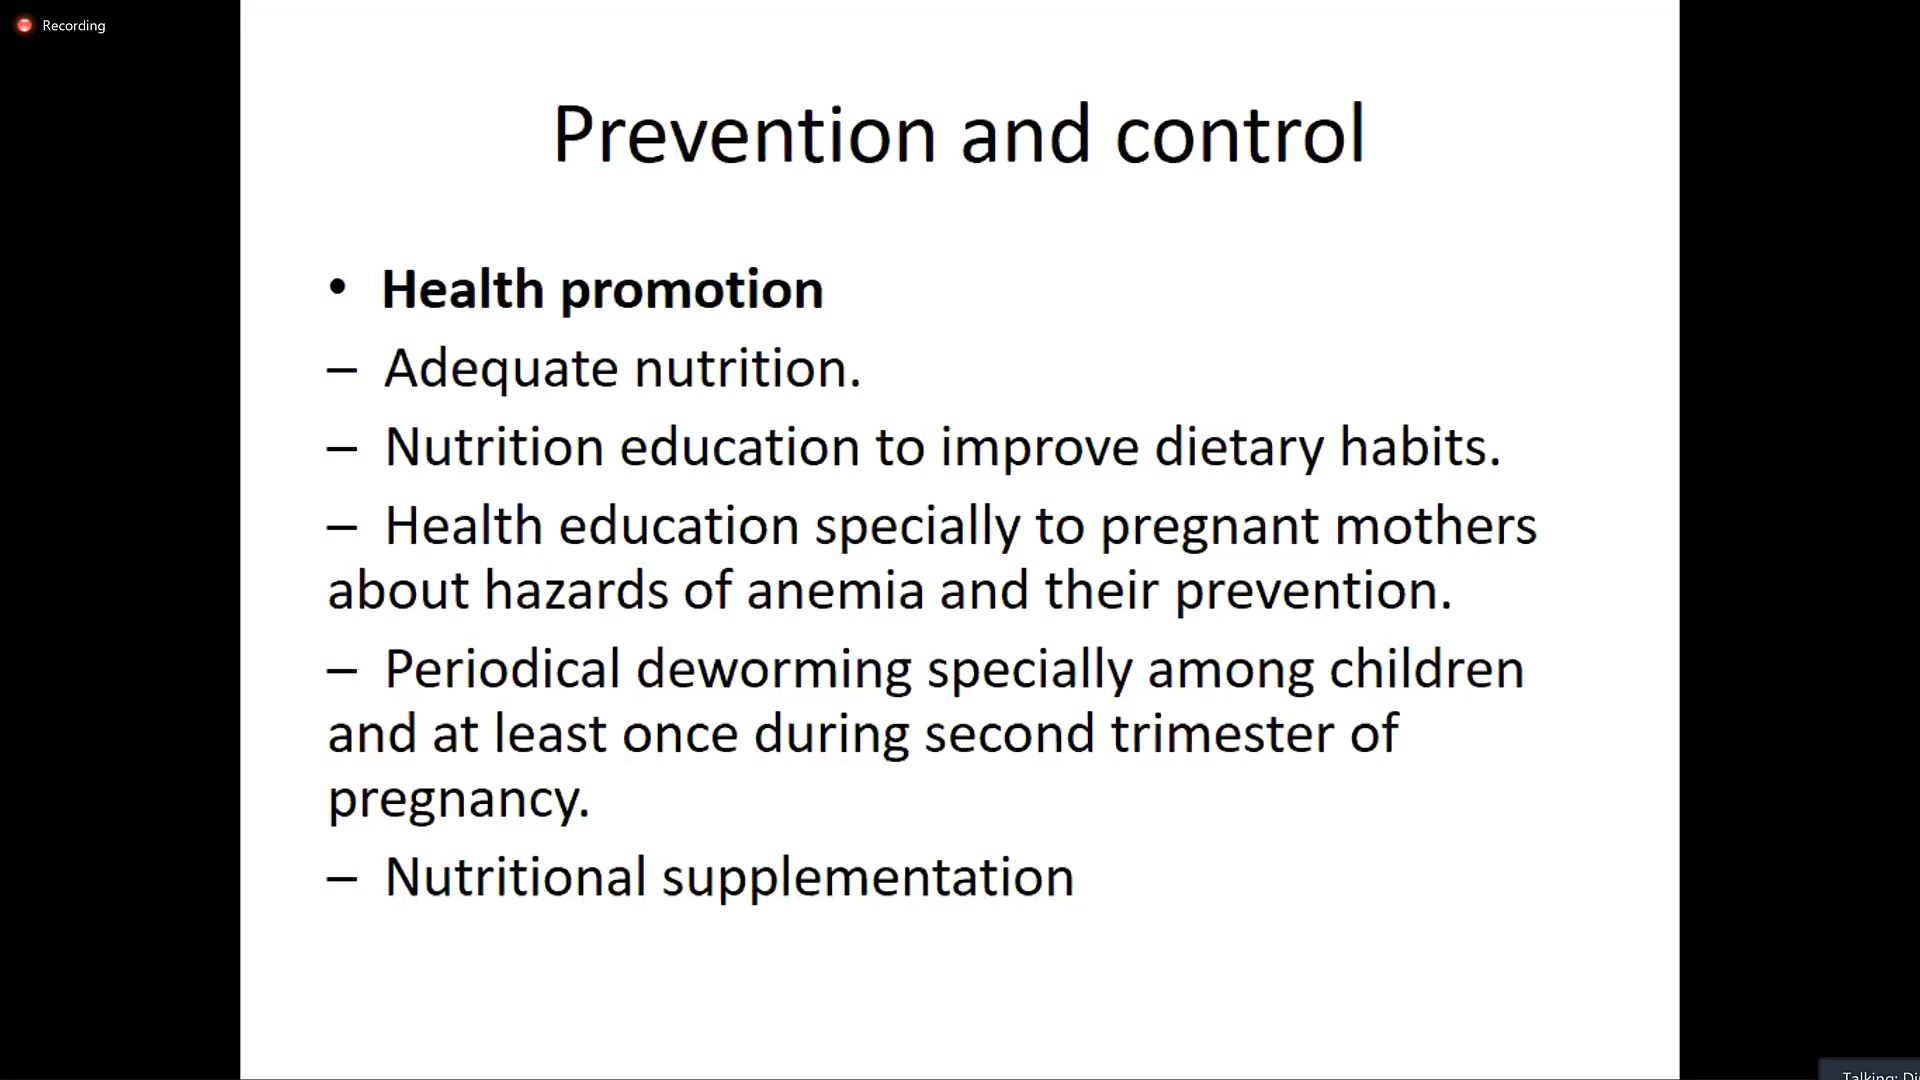 Recording
Prevention and control
• Health promotion
– Adequate nutrition.
– Nutrition education to improve dietary habits.
– Health education specially to pregnant mothers
about hazards of anemia and their prevention.
– Periodical deworming specially among children
and at least once during second trimester of
pregnancy.
– Nutritional supplementation
Talking: